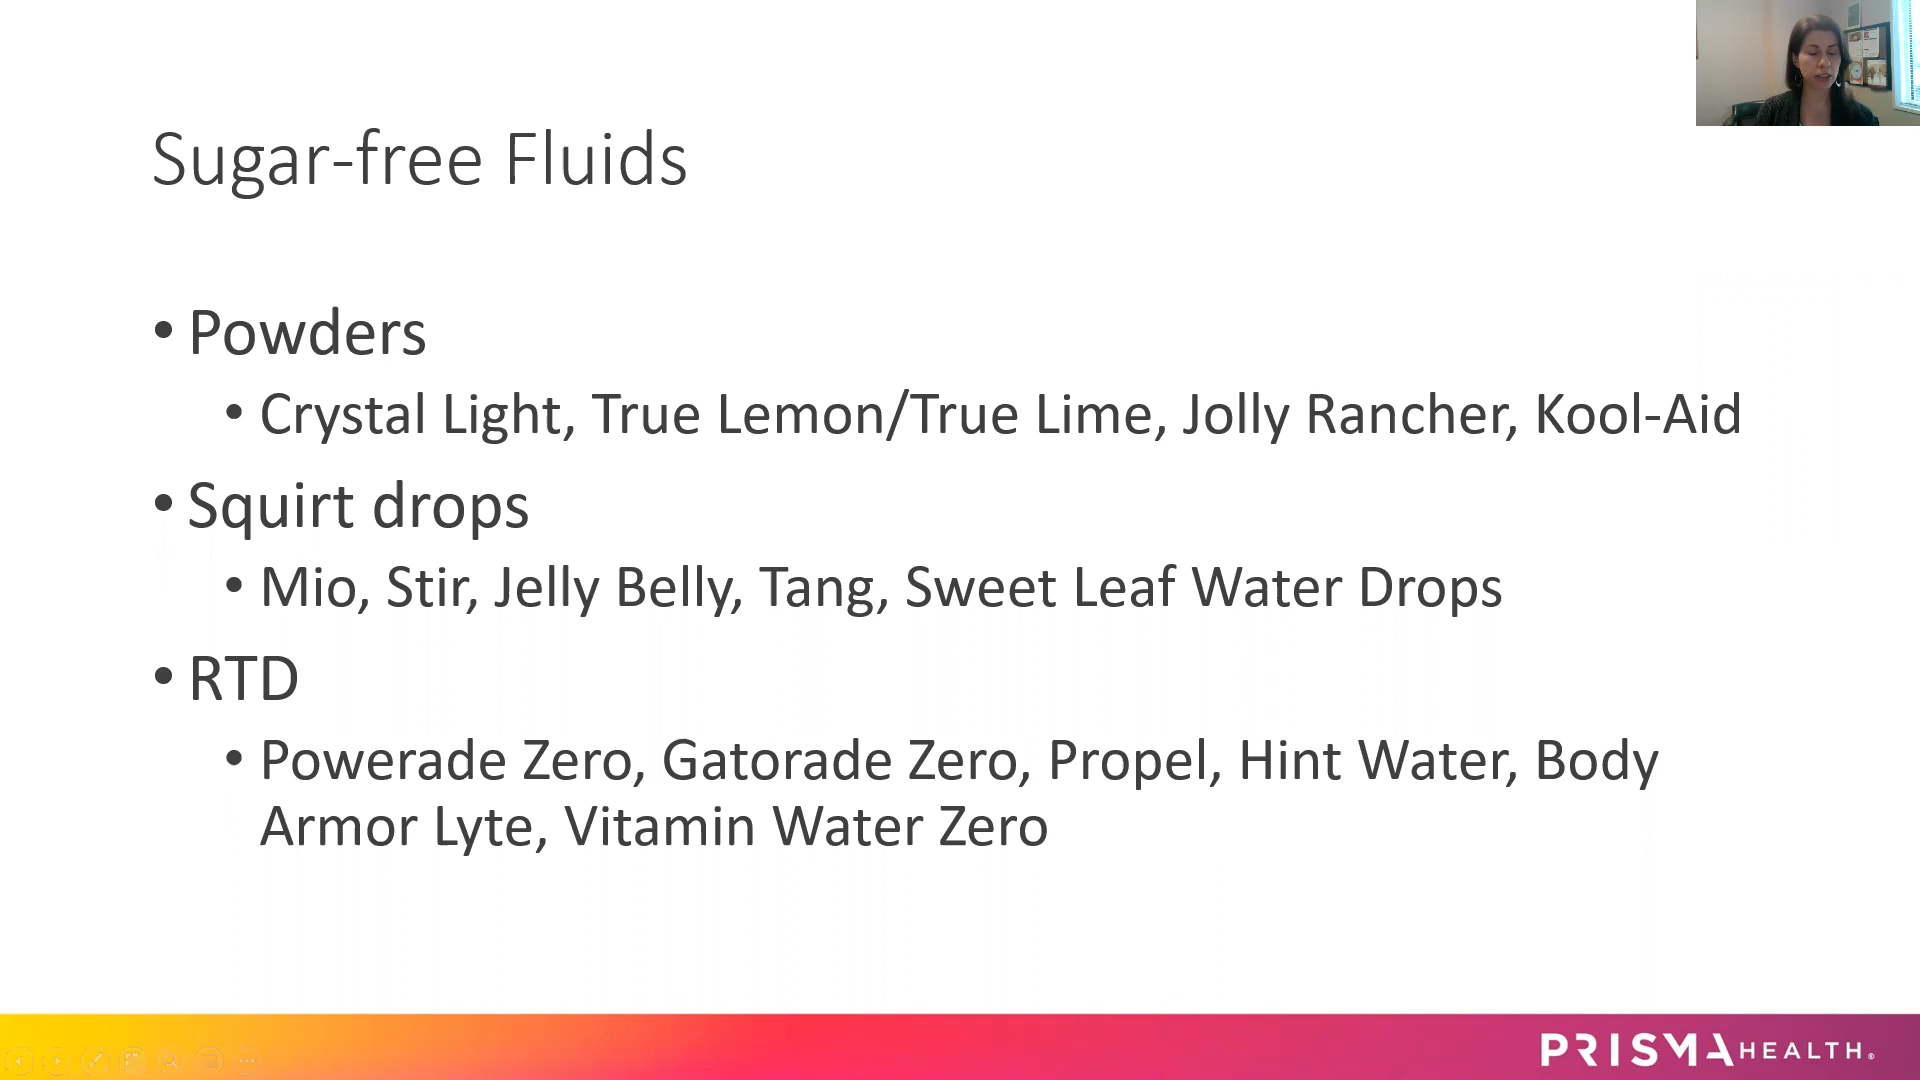 Sugar-free Fluids
• Powders
• Crystal Light, True Lemon/True Lime, Jolly Rancher, Kool-Aid
• Squirt drops
• Mio, Stir, Jelly Belly, Tang, Sweet Leaf Water Drops
• RTD
• Powerade Zero, Gatorade Zero, Propel, Hint Water, Body
Armor Lyte, Vitamin Water Zero
PRISMA HEALTH®